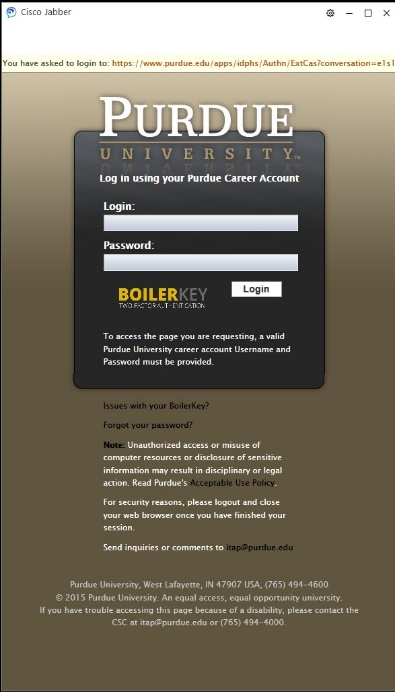 Cisco Jabber
You have asked to login to: https://www.purdue.edu/apps/idphs/Authn/ExtCas?conversation=e1s1
PURDUE
UNIVERSITY™
Log in using your Purdue Career Account
Login:
Password:
BOILERKEY
TWO FACTOR AUTHENTICATION
Login
To access the page you are requesting, a valid
Purdue University career account Username and
Password must be provided.
Issues with your BoilerKey?
Forgot your password?
Note: Unauthorized access or misuse of
computer resources or disclosure of sensitive
information may result in disciplinary or legal
action. Read Purdue's Acceptable Use Policy.
For security reasons, please logout and close
your web browser once you have finished your
session.
Send inquiries or comments to itap@purdue.edu
Purdue University, West Lafayette, IN 47907 USA, (765) 494-4600
© 2015 Purdue University. An equal access, equal opportunity university.
If you have trouble accessing this page because of a disability, please contact the
CSC at itap@purdue.edu or (765) 494-4000.